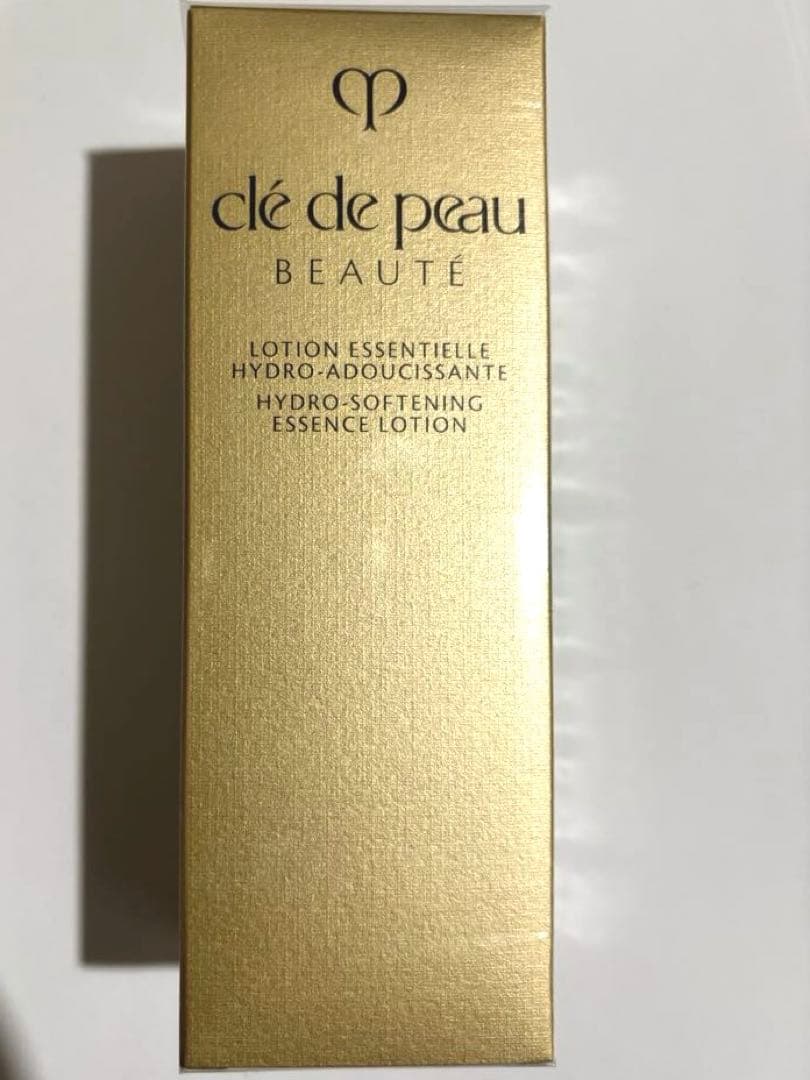 clé de peau
BEAUTÉ
LOTION ESSENTIELLE
HYDRO-ADOUCISSANTE
HYDRO-SOFTENING
ESSENCE LOTION